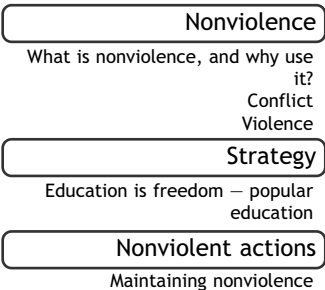 Nonviolence
What is nonviolence, and why use
it?
Conflict
Violence
Strategy
Education is freedom — popular
education
Nonviolent actions
Maintaining nonviolence